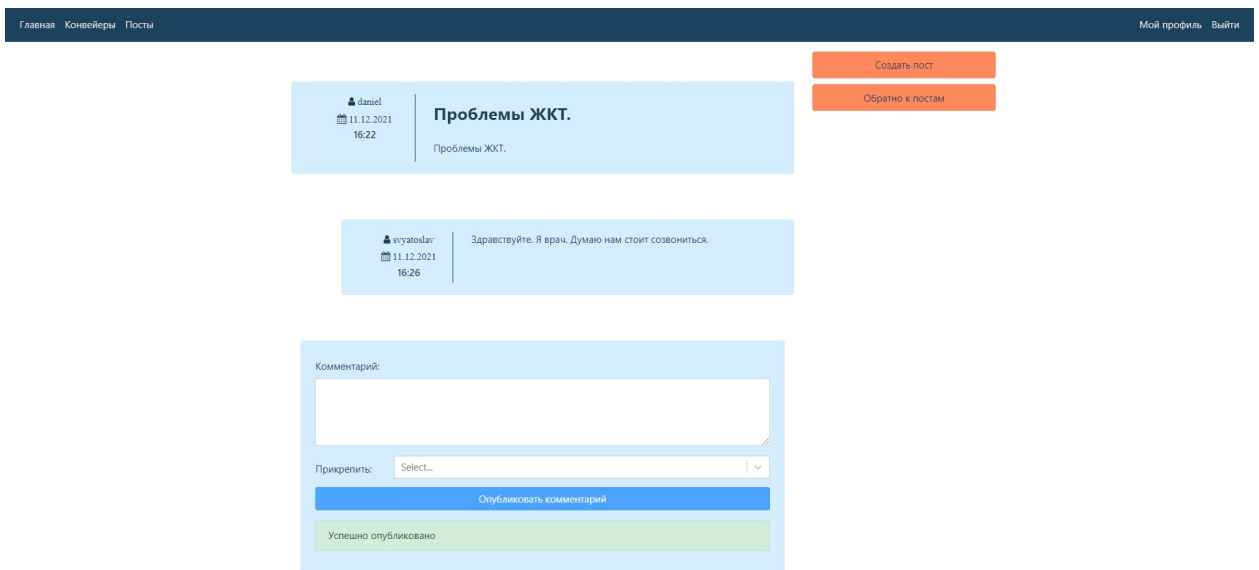 Главная Конвейеры Посты Мой профиль Выйти
Создать пост
Обратно к постам
daniel
11.12.2021
16:22
Проблемы ЖКТ.
Проблемы ЖКТ.
svyatoslav
11.12.2021
16:26
Здравствуйте. Я врач. Думаю нам стоит созвониться.
Комментарий:
Прикрепить: Select...
Опубликовать комментарий
Успешно опубликовано